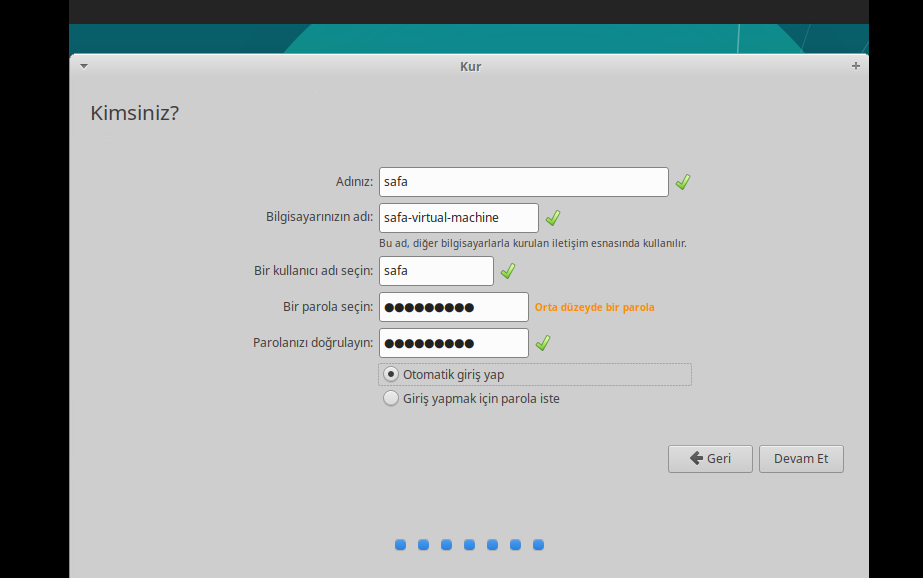 Kur
Kimsiniz?
Adınız: safa
Bilgisayarınızın adı: safa-virtual-machine
Bu ad, diğer bilgisayarlarla kurulan iletişim esnasında kullanılır.
Bir kullanıcı adı seçin: safa
Bir parola seçin: ●●●●●●●●● Orta düzeyde bir parola
Parolanızı doğrulayın: ●●●●●●●●●
Otomatik giriş yap
Giriş yapmak için parola iste
Geri Devam Et